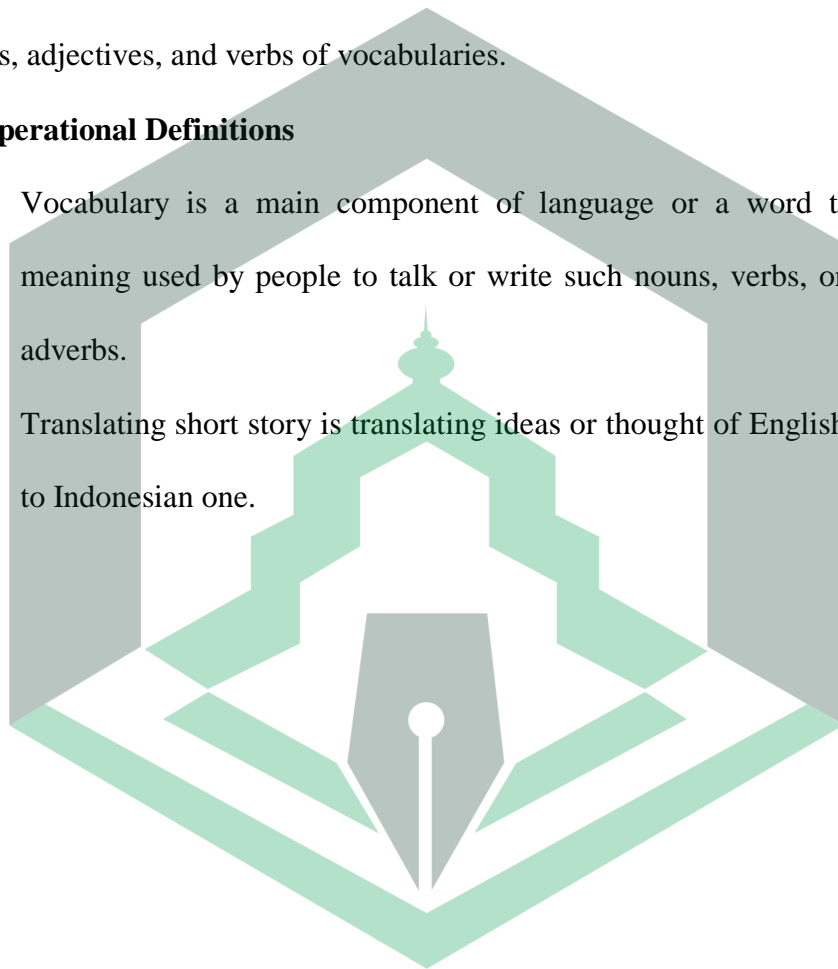 s, adjectives, and verbs of vocabularies.
perational Definitions
Vocabulary is a main component of language or a word t
meaning used by people to talk or write such nouns, verbs, or
adverbs.
Translating short story is translating ideas or thought of English
to Indonesian one.